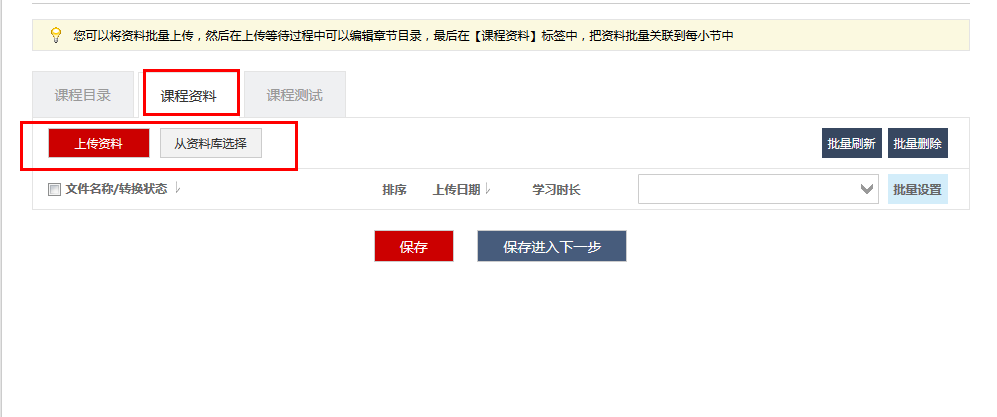 您可以将资料批量上传，然后在上传等待过程中可以编辑章节目录，最后在【课程资料】标签中，把资料批量关联到每小节中
课程目录 课程资料 课程测试
上传资料 从资料库选择 批量刷新 批量删除
文件名称/转换状态 排序 上传日期 学习时长 批量设置
保存 保存进入下一步